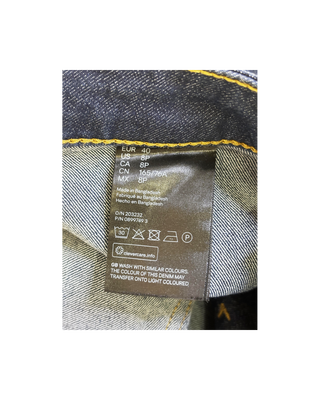 EUR 40
US 8P
CA 8P
CN 165/76A
MX 8P
Made in Bangladesh
Fabriqué au Bangladesh
Hecho en Bangladesh
O/N 203232
P/N 0899789 3
30 P
clevercare.info
GB WASH WITH SIMILAR COLOURS.
THE COLOUR OF THIS DENIM MAY
TRANSFER ONTO LIGHT COLOURED